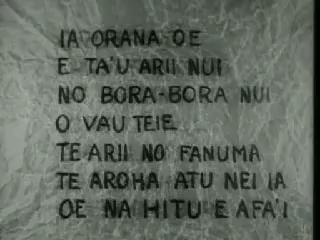 IA ORANA OE
E TA'U ARII NUI
NO BORA-BORA NUI
O VAU TEIE
TE ARII NO FANUMA
TE AROHA ATU NEI IA
OE NA HITU E AFA'I